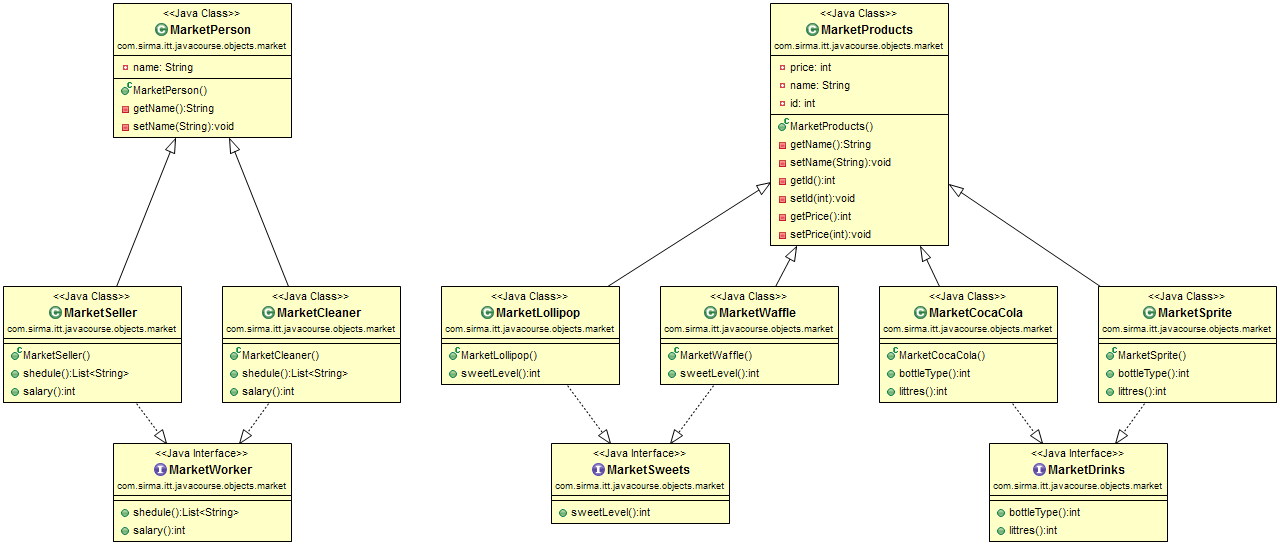 <<Java Class>>
MarketPerson
com.sirma.itt.javacourse.objects.market
name: String
MarketPerson()
getName():String
setName(String):void
<<Java Class>>
MarketProducts
com.sirma.itt.javacourse.objects.market
price: int
name: String
id: int
MarketProducts()
getName():String
setName(String):void
getId():int
setId(int):void
getPrice():int
setPrice(int):void
<<Java Class>>
MarketSeller
com.sirma.itt.javacourse.objects.market
MarketSeller()
shedule():List<String>
salary():int
<<Java Class>>
MarketCleaner
com.sirma.itt.javacourse.objects.market
MarketCleaner()
shedule():List<String>
salary():int
<<Java Class>>
MarketLollipop
com.sirma.itt.javacourse.objects.market
MarketLollipop()
sweetLevel():int
<<Java Class>>
MarketWaffle
com.sirma.itt.javacourse.objects.market
MarketWaffle()
sweetLevel():int
<<Java Class>>
MarketCocaCola
com.sirma.itt.javacourse.objects.market
MarketCocaCola()
bottleType():int
littres():int
<<Java Class>>
MarketSprite
com.sirma.itt.javacourse.objects.market
MarketSprite()
bottleType():int
littres():int
<<Java Interface>>
MarketWorker
com.sirma.itt.javacourse.objects.market
shedule():List<String>
salary():int
<<Java Interface>>
MarketSweets
com.sirma.itt.javacourse.objects.market
sweetLevel():int
<<Java Interface>>
MarketDrinks
com.sirma.itt.javacourse.objects.market
bottleType():int
littres():int